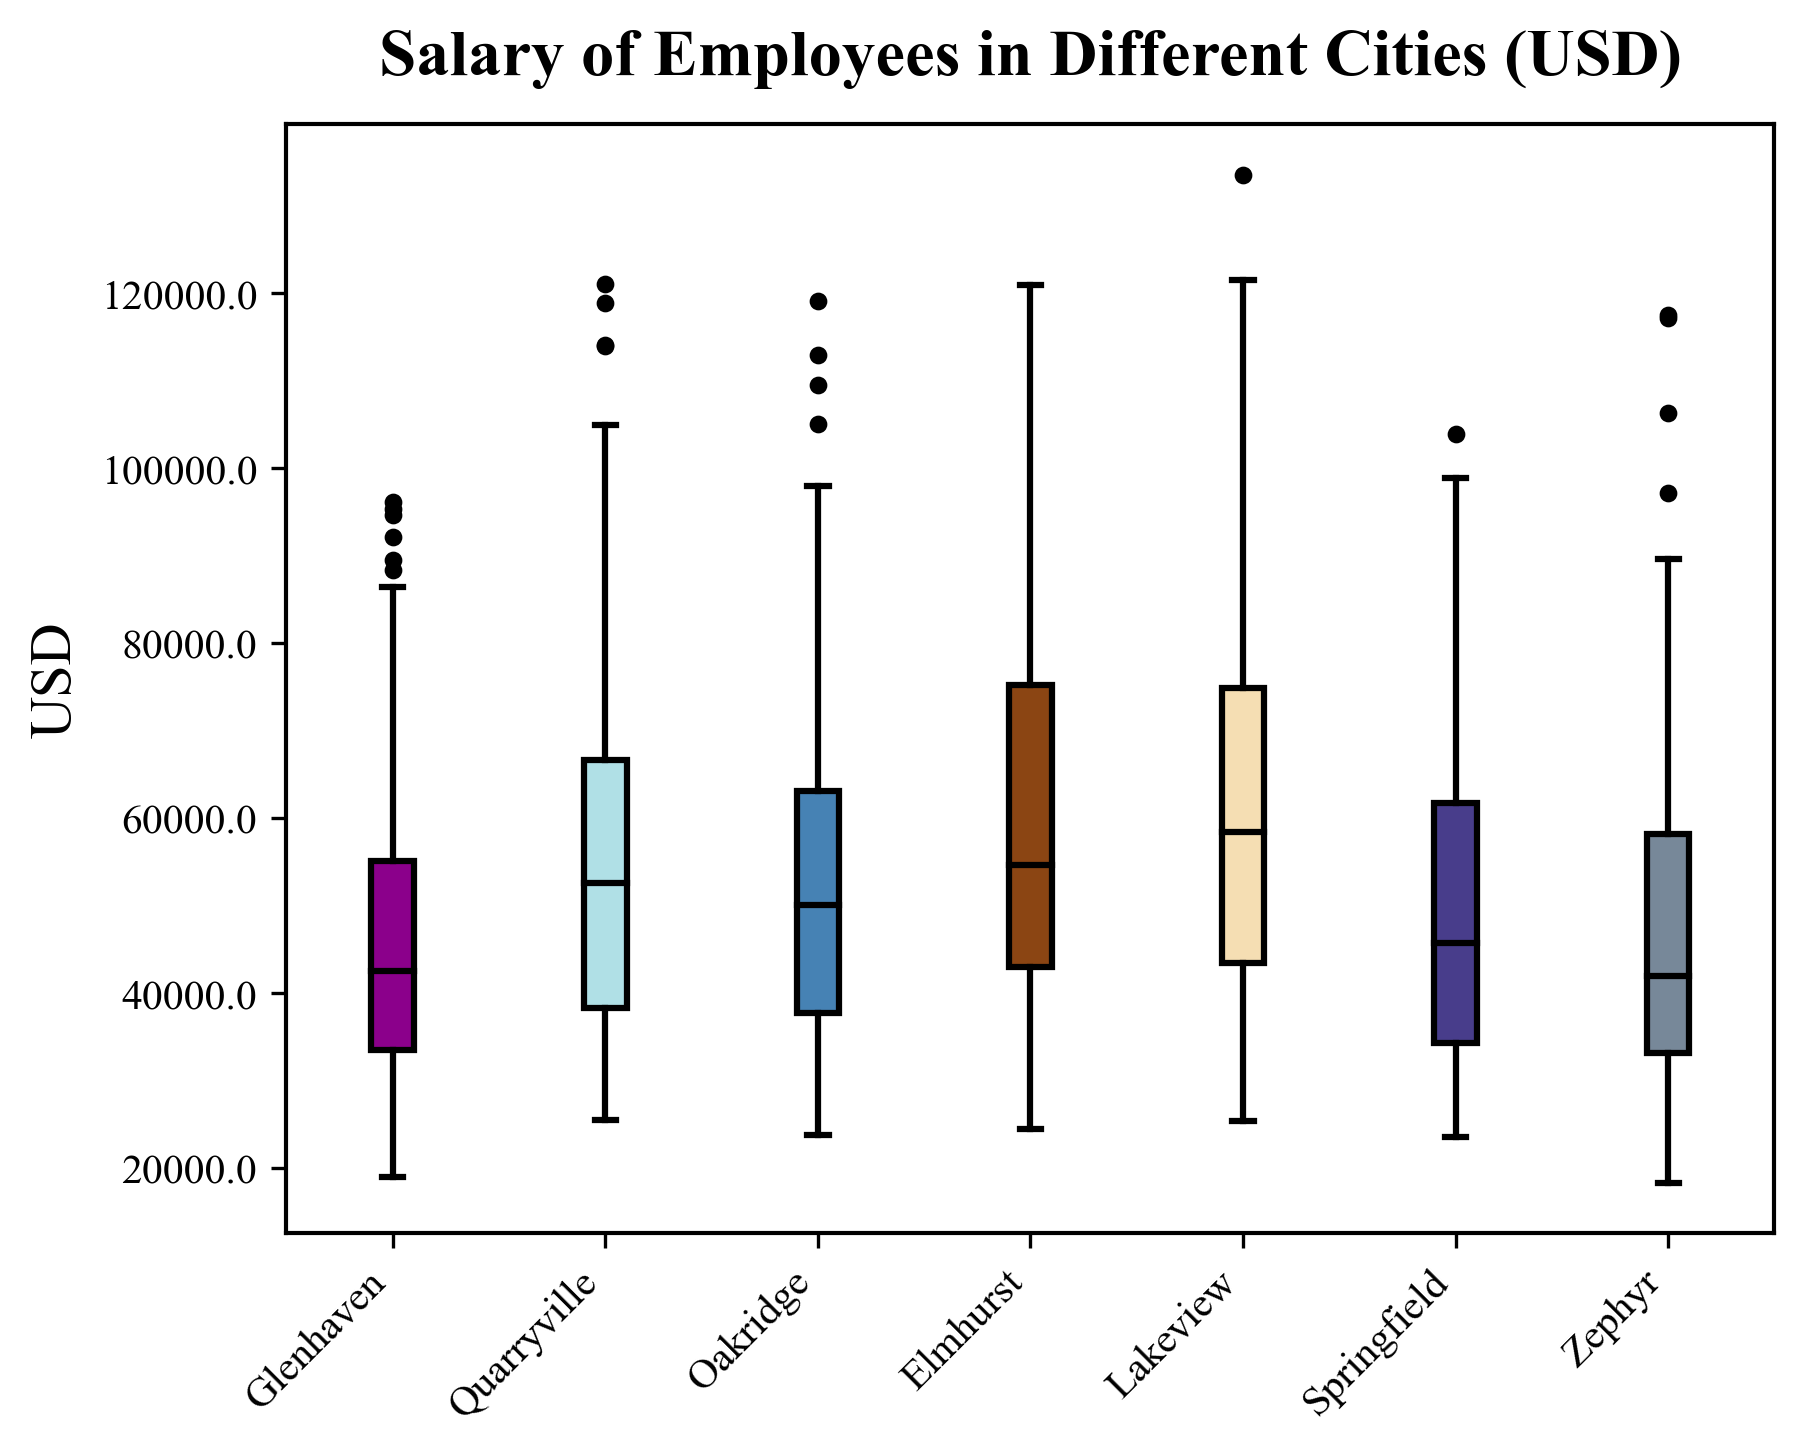 Salary of Employees in Different Cities (USD)
USD
120000.0
100000.0
80000.0
60000.0
40000.0
20000.0
Glenhaven
Quarryville
Oakridge
Elmhurst
Lakeview
Springfield
Zephyr